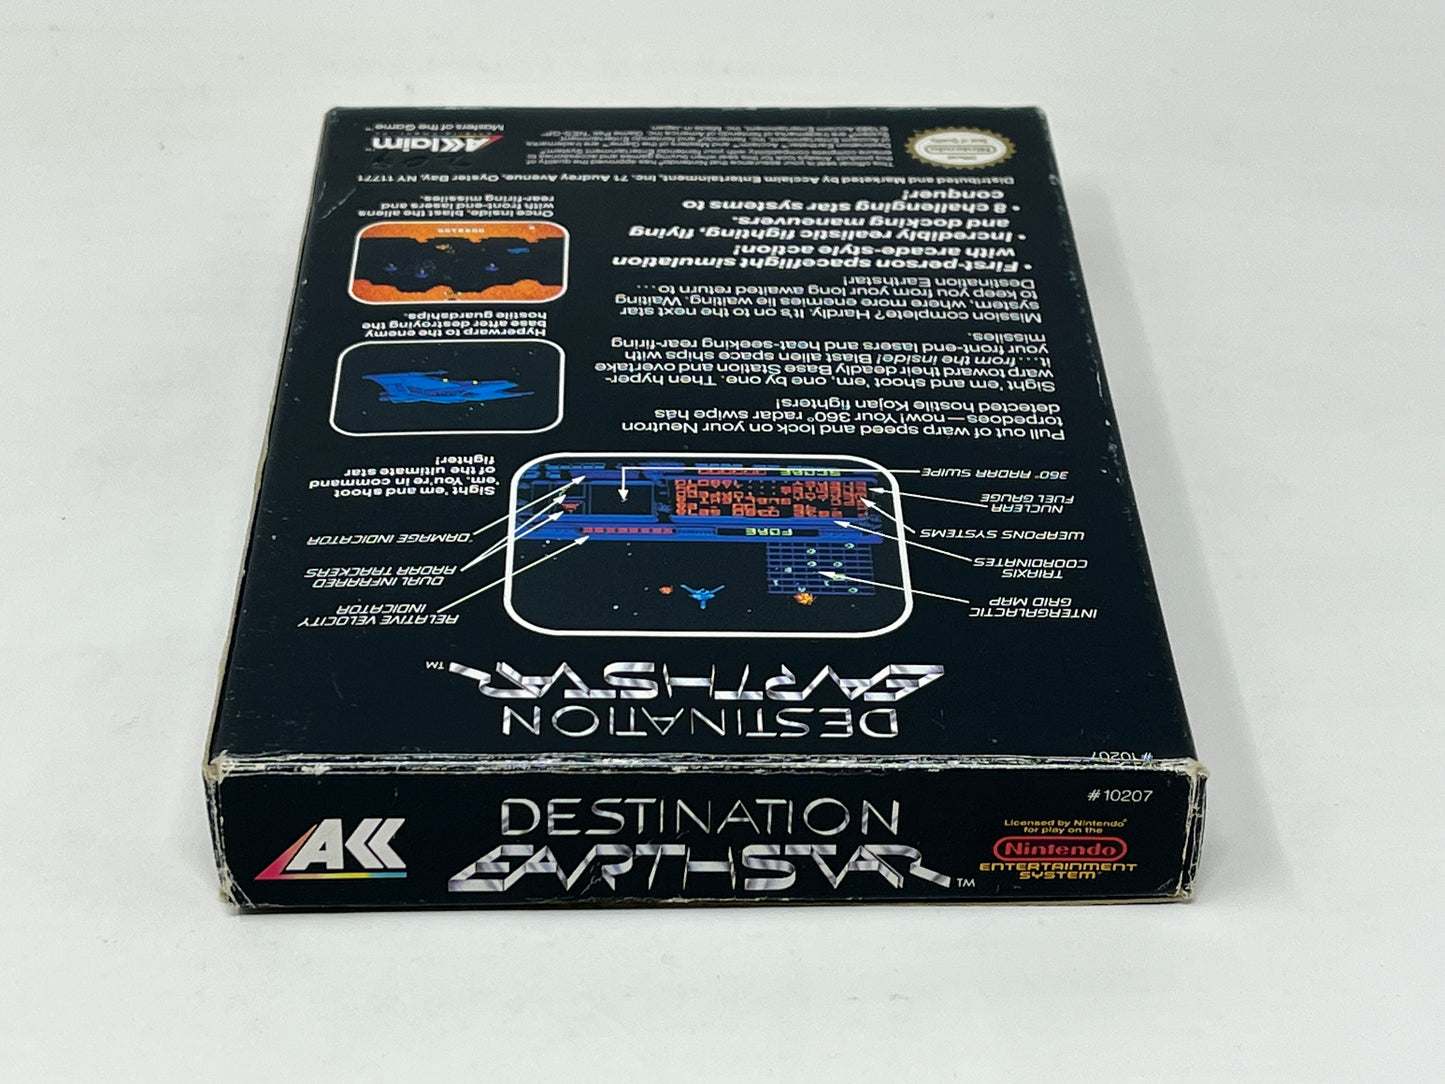 DESTINATION
EARTHSTAR™
#10207
INTERGALACTIC
GRID MAP
TRIAXIS
COORDINATES
WEAPONS SYSTEMS
NUCLEAR
FUEL GAUGE
360° RADAR SWIPE
RELATIVE VELOCITY
INDICATOR
DUAL INFRARED
RADAR TRACKERS
DAMAGE INDICATOR
FORE
SCORE
Sight 'em and shoot
'em. You're in command
of the ultimate star
fighter!
Pull out of warp speed and lock on your Neutron
torpedoes—now! Your 360° radar swipe has
detected hostile Kojan fighters!
Sight 'em and shoot 'em, one by one. Then hyper-
warp toward their deadly Base Station and overtake
it...from the inside! Blast alien space ships with
your front-end lasers and heat-seeking rear-firing
missiles.
Mission complete? Hardly. It's on to the next star
system, where more enemies lie waiting. Waiting
to keep you from your long awaited return to...
Destination Earthstar!
• First-person spaceflight simulation
with arcade-style action!
• Incredibly realistic fighting, flying
and docking maneuvers.
• 8 challenging star systems to
conquer!
Hyperwarp to the enemy
base after destroying the
hostile guardships.
Once inside, blast the aliens
with front-end lasers and
rear-firing missiles.
Distributed and Marketed by Acclaim Entertainment, Inc. 71 Audrey Avenue, Oyster Bay, NY 11771
AKKlaim
Masters of the Game™
Nintendo
AKK
DESTINATION
EARTHSTAR™
#10207
Licensed by Nintendo®
for play on the
Nintendo
ENTERTAINMENT
SYSTEM®